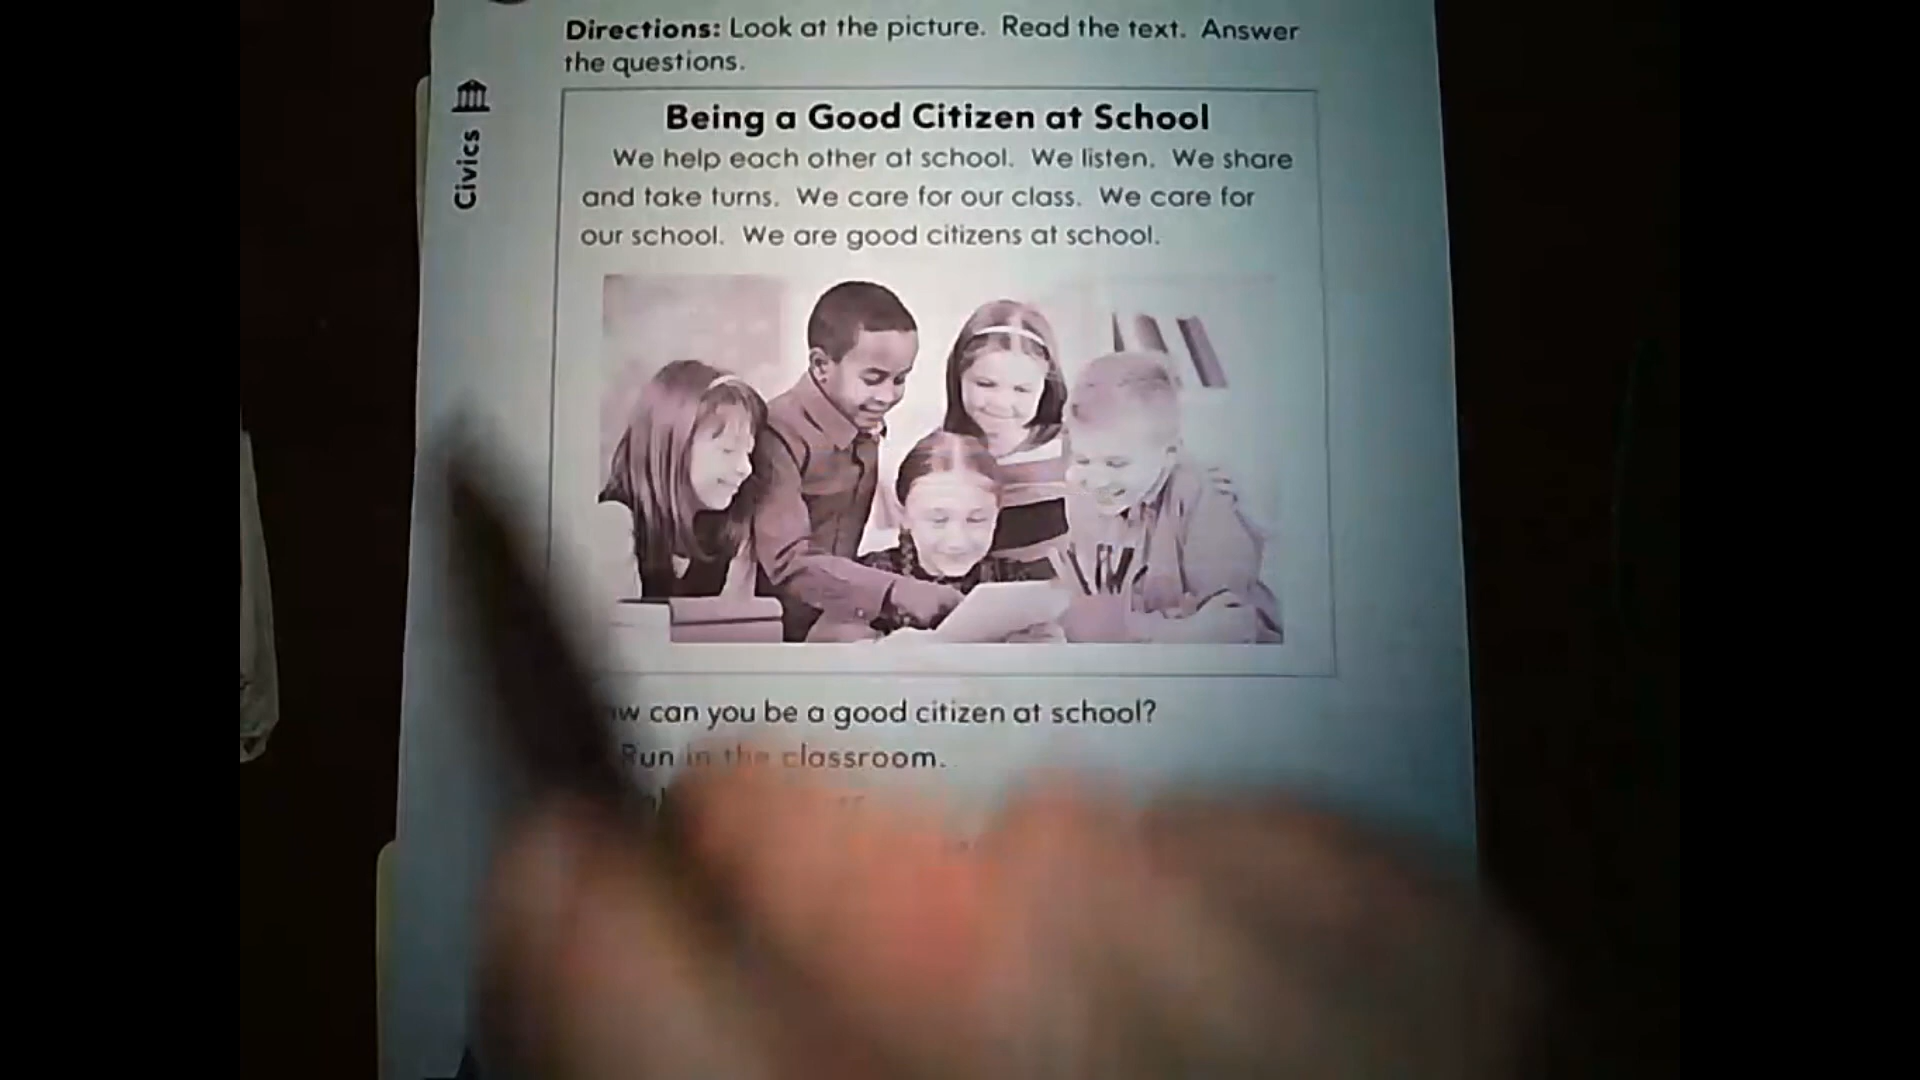 Directions: Look at the picture. Read the text. Answer
the questions.
Civics
Being a Good Citizen at School
We help each other at school. We listen. We share
and take turns. We care for our class. We care for
our school. We are good citizens at school.
can you be a good citizen at school?
Run in the classroom.